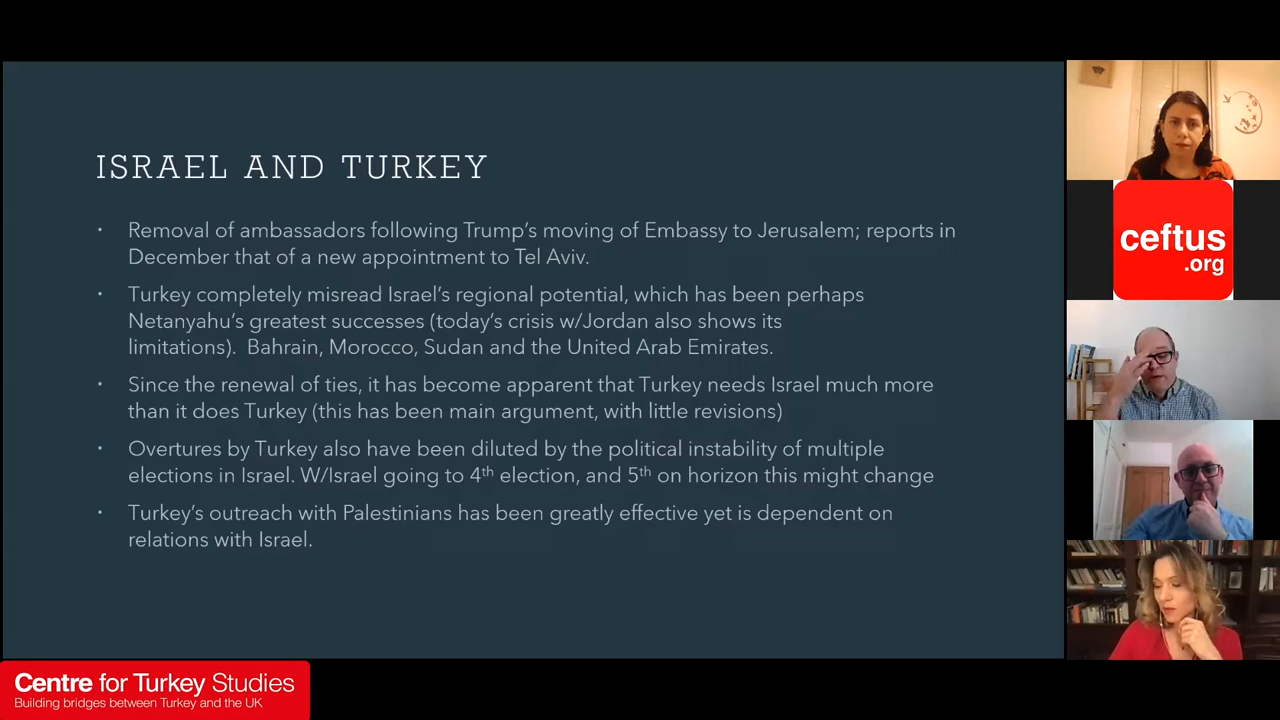 ISRAEL AND TURKEY
• Removal of ambassadors following Trump's moving of Embassy to Jerusalem; reports in
December that of a new appointment to Tel Aviv.
• Turkey completely misread Israel's regional potential, which has been perhaps
Netanyahu's greatest successes (today's crisis w/Jordan also shows its
limitations). Bahrain, Morocco, Sudan and the United Arab Emirates.
• Since the renewal of ties, it has become apparent that Turkey needs Israel much more
than it does Turkey (this has been main argument, with little revisions)
• Overtures by Turkey also have been diluted by the political instability of multiple
elections in Israel. W/Israel going to 4th election, and 5th on horizon this might change
• Turkey's outreach with Palestinians has been greatly effective yet is dependent on
relations with Israel.
ceftus
.org
Centre for Turkey Studies
Building bridges between Turkey and the UK